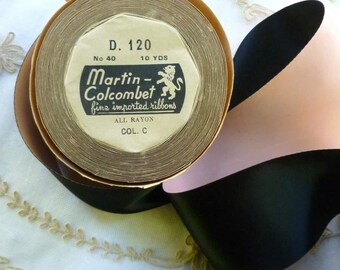 D. 120
No 40 10 YDS
Martin-
Colcombet
fine imported ribbons
ALL RAYON
COL. C